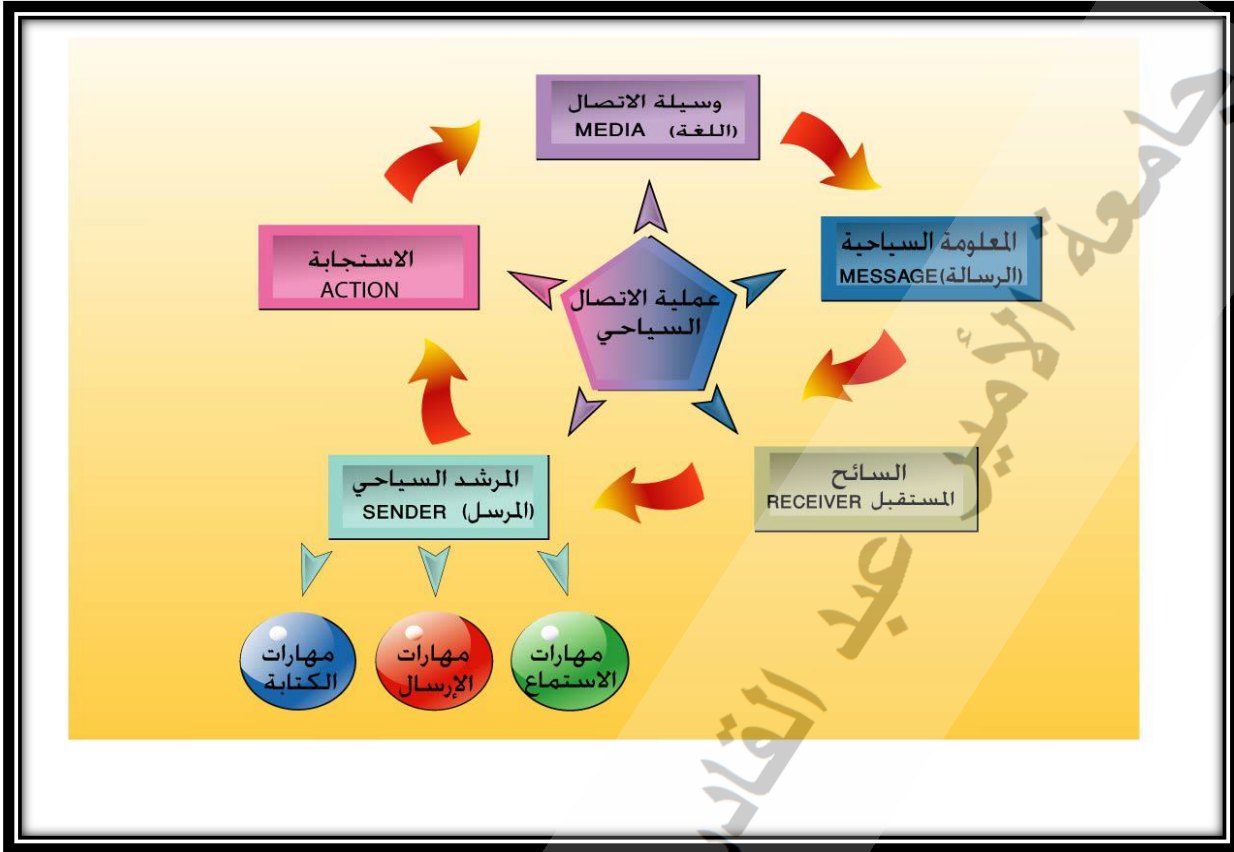 وسيلة الاتصال
(اللغة) MEDIA
المعلومة السياحية
(الرسالة) MESSAGE
الاستجابة
ACTION
عملية الاتصال
السياحي
السائح
المستقبل RECEIVER
المرشد السياحي
(المرسل) SENDER
مهارات
الاستماع
مهارات
الإرسال
مهارات
الكتابة
جامعة الأمير عبد القادر